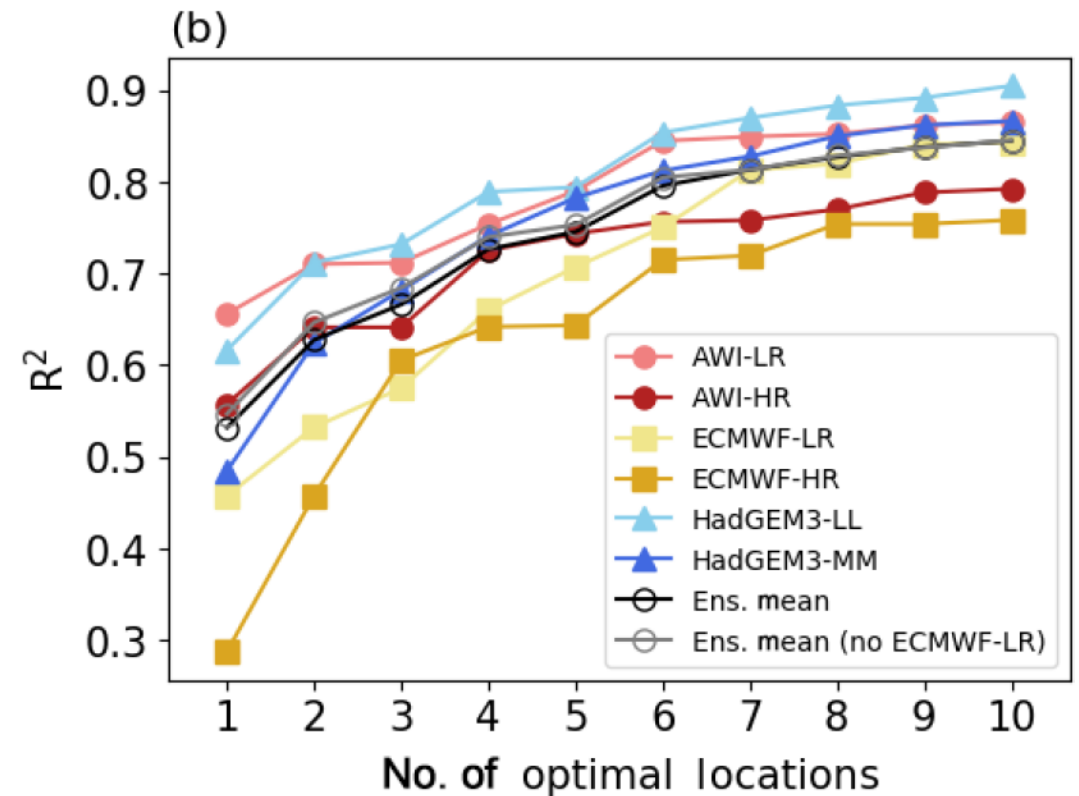 (b)
0.9
0.8
0.7
0.6
0.5
0.4
0.3
R²
AWI-LR
AWI-HR
ECMWF-LR
ECMWF-HR
HadGEM3-LL
HadGEM3-MM
Ens. mean
Ens. mean (no ECMWF-LR)
1 2 3 4 5 6 7 8 9 10
No. of optimal locations